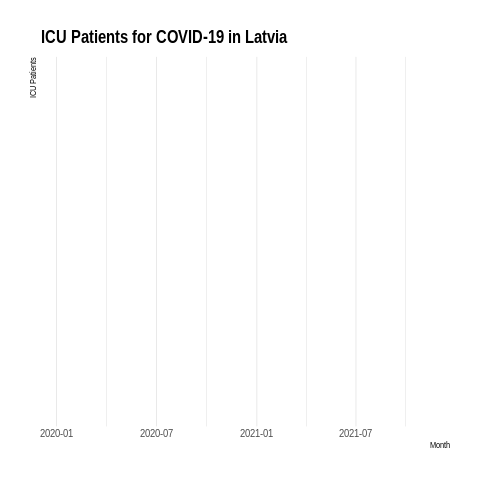 ICU Patients for COVID-19 in Latvia
ICU Patients
2020-01 2020-07 2021-01 2021-07
Month